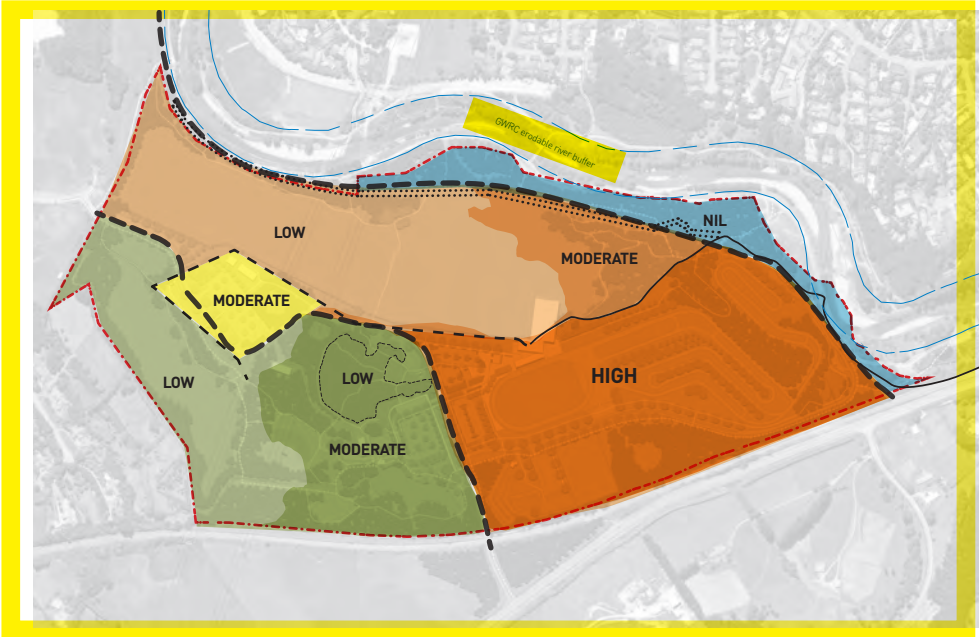 GWRC erodable river buffer
NIL
LOW
MODERATE
MODERATE
HIGH
LOW
LOW
MODERATE